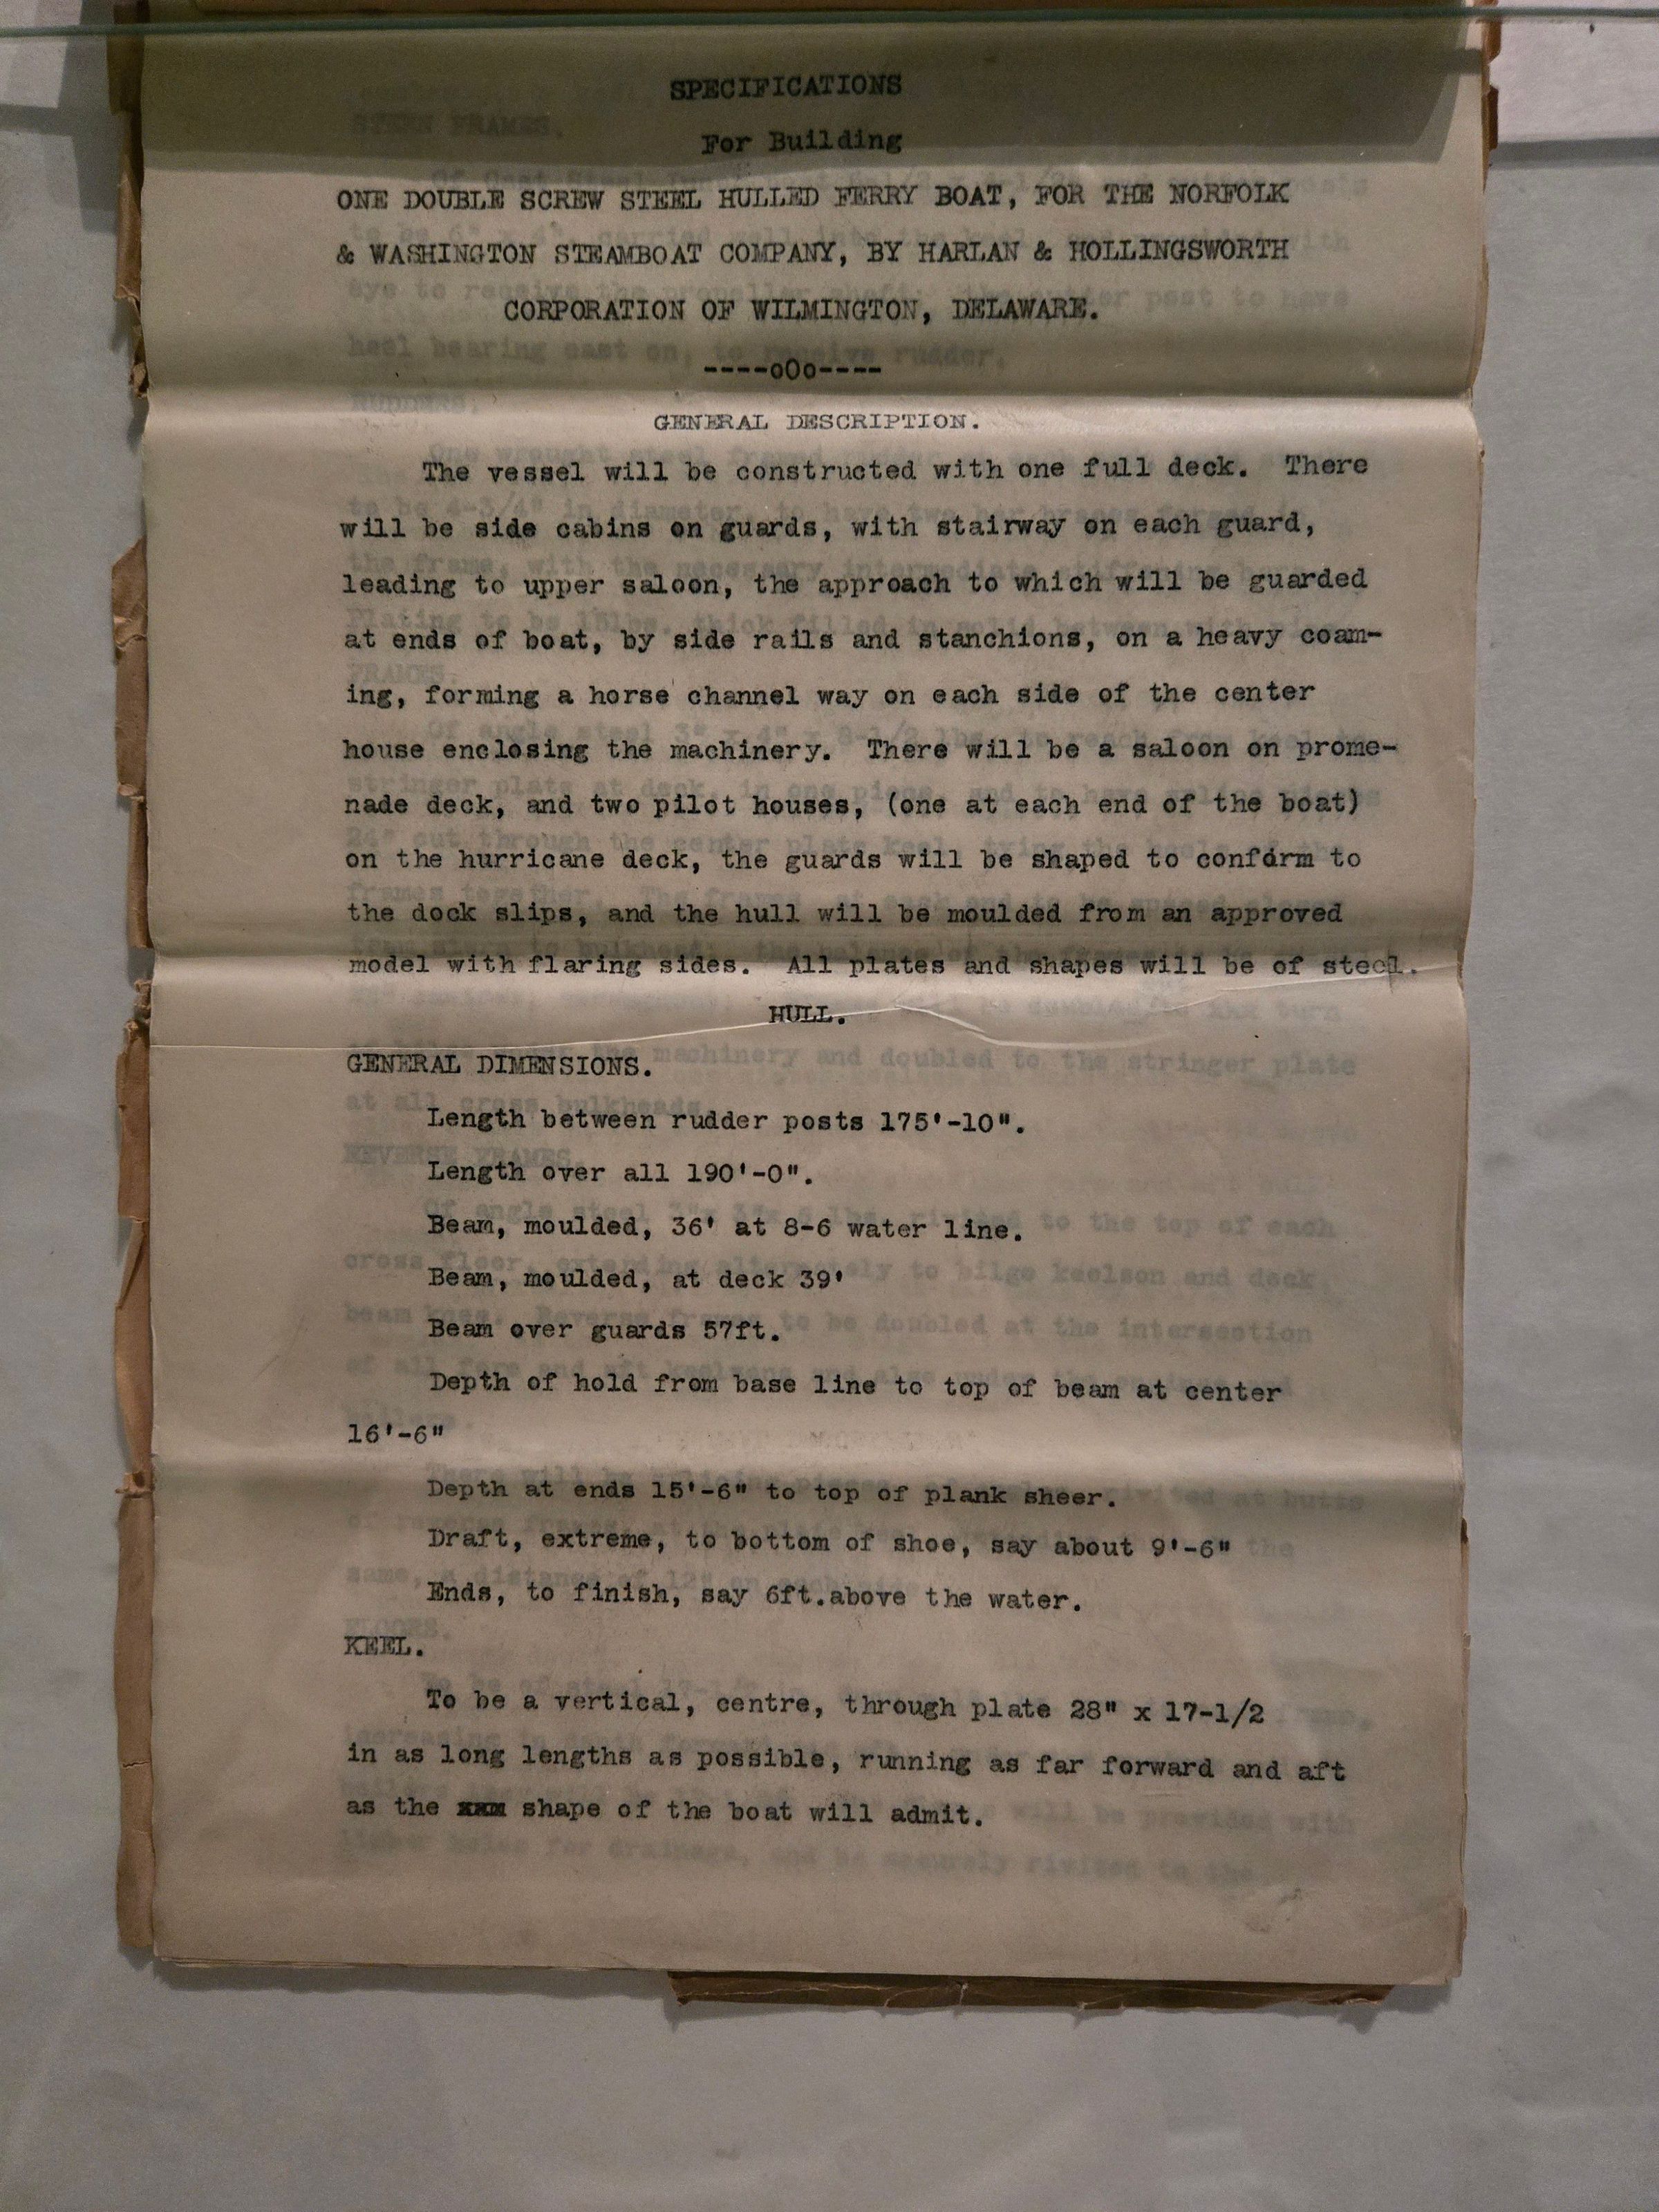 SPECIFICATIONS
For Building
ONE DOUBLE SCREW STEEL HULLED FERRY BOAT, FOR THE NORFOLK
& WASHINGTON STEAMBOAT COMPANY, BY HARLAN & HOLLINGSWORTH
CORPORATION OF WILMINGTON, DELAWARE.
----oOo----
GENERAL DESCRIPTION.
The vessel will be constructed with one full deck. There
will be side cabins on guards, with stairway on each guard,
leading to upper saloon, the approach to which will be guarded
at ends of boat, by side rails and stanchions, on a heavy coam-
ing, forming a horse channel way on each side of the center
house enclosing the machinery. There will be a saloon on prome-
nade deck, and two pilot houses, (one at each end of the boat)
on the hurricane deck, the guards will be shaped to conform to
the dock slips, and the hull will be moulded from an approved
model with flaring sides. All plates and shapes will be of steel.
HULL.
GENERAL DIMENSIONS.
Length between rudder posts 175'-10".
Length over all 190'-0".
Beam, moulded, 36' at 8-6 water line.
Beam, moulded, at deck 39'
Beam over guards 57ft.
Depth of hold from base line to top of beam at center
16'-6"
Depth at ends 15'-6" to top of plank sheer.
Draft, extreme, to bottom of shoe, say about 9'-6"
Ends, to finish, say 6ft.above the water.
KEEL.
To be a vertical, centre, through plate 28" x 17-1/2
in as long lengths as possible, running as far forward and aft
as the shape of the boat will admit.